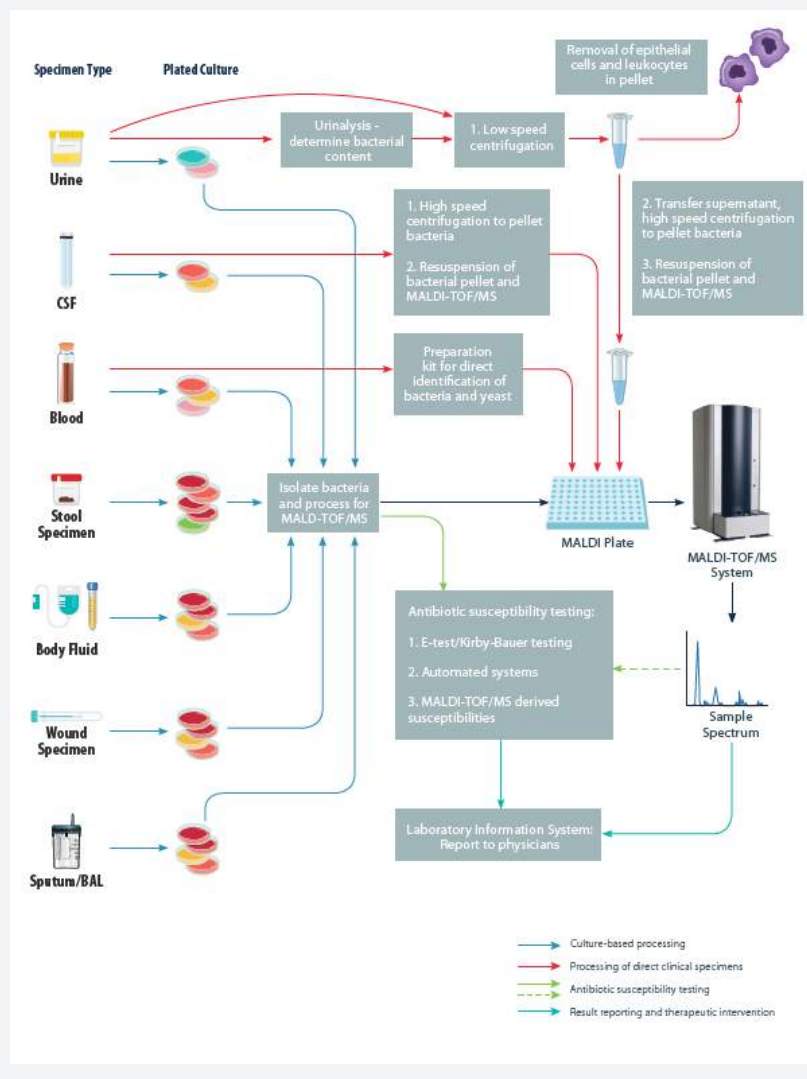 Specimen Type
Plated Culture
Removal of epithelial
cells and leukocytes
in pellet
Urine
Urinalysis -
determine bacterial
content
1. Low speed
centrifugation
CSF
1. High speed
centrifugation to pellet
bacteria
2. Resuspension of
bacterial pellet and
MALDI-TOF/MS
2. Transfer supernatant,
high speed centrifugation
to pellet bacteria
3. Resuspension of
bacterial pellet and
MALDI-TOF/MS
Blood
Preparation
kit for direct
identification of
bacteria and yeast
Stool
Specimen
Isolate bacteria
and process for
MALD-TOF/MS
MALDI Plate
MALDI-TOF/MS
System
Body Fluid
Antibiotic susceptibility testing:
1. E-test/Kirby-Bauer testing
2. Automated systems
3. MALDI-TOF/MS derived
susceptibilities
Sample
Spectrum
Wound
Specimen
Sputum/BAL
Laboratory Information System:
Report to physicians
Culture-based processing
Processing of direct clinical specimens
Antibiotic susceptibility testing
Result reporting and therapeutic intervention